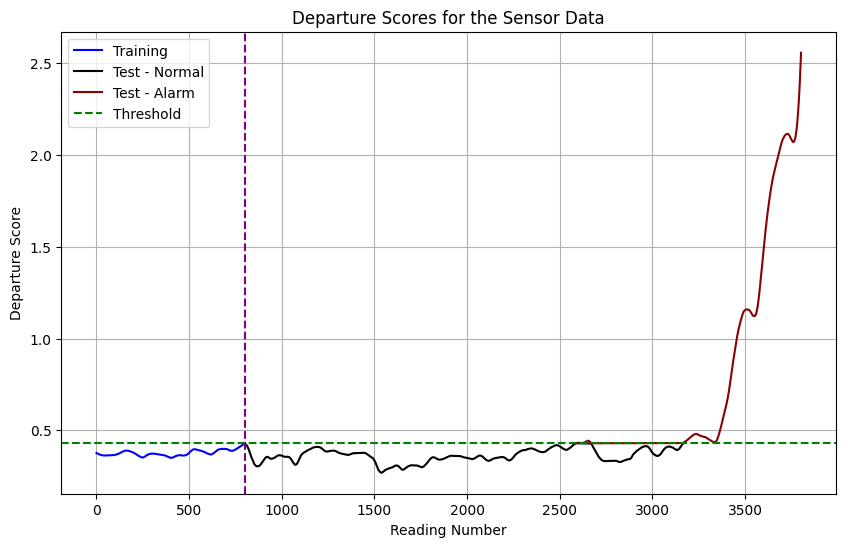 Departure Scores for the Sensor Data
Training
Test - Normal
Test - Alarm
Threshold
2.5
2.0
1.5
1.0
0.5
Departure Score
0 500 1000 1500 2000 2500 3000 3500
Reading Number